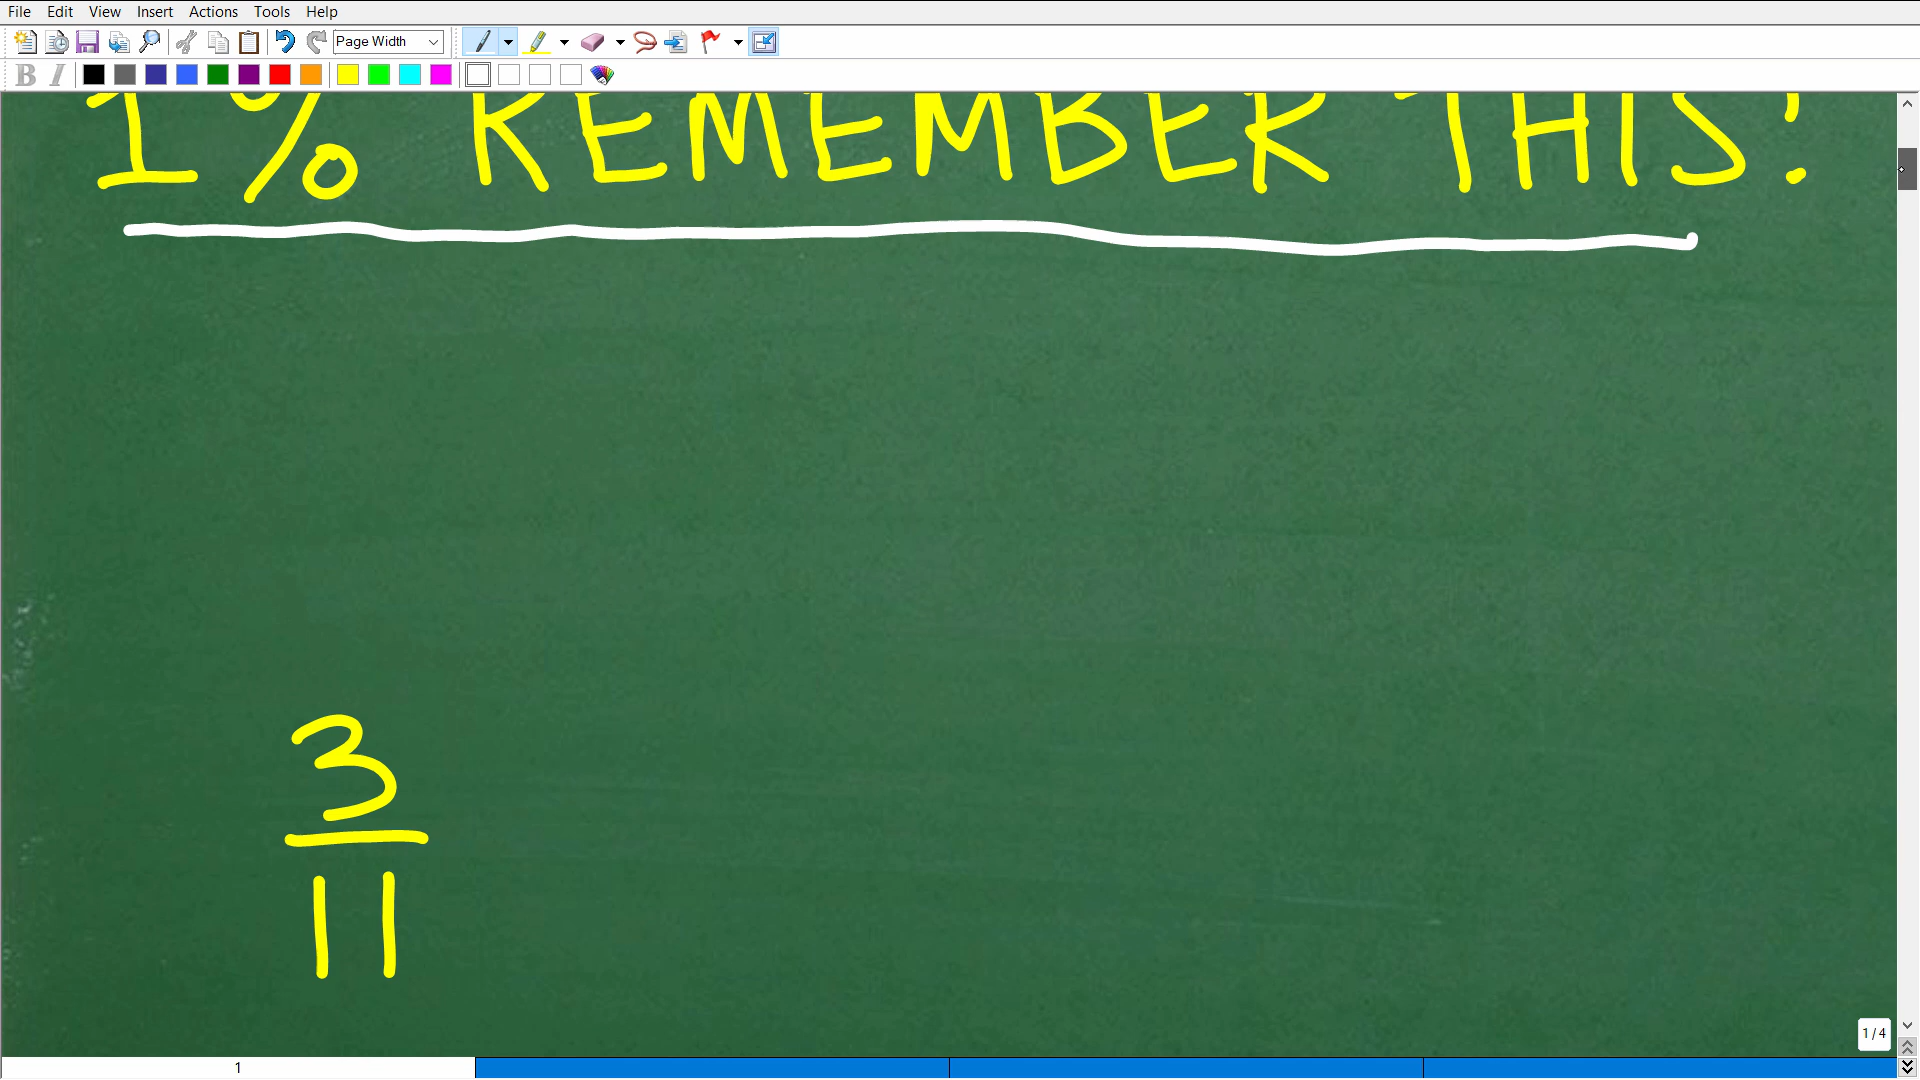 File Edit View Insert Actions Tools Help
Page Width
B I
1% REMEMBER THIS!
3
11
1 / 4
1